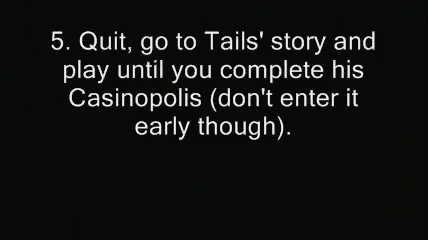 5. Quit, go to Tails' story and
play until you complete his
Casinopolis (don't enter it
early though).